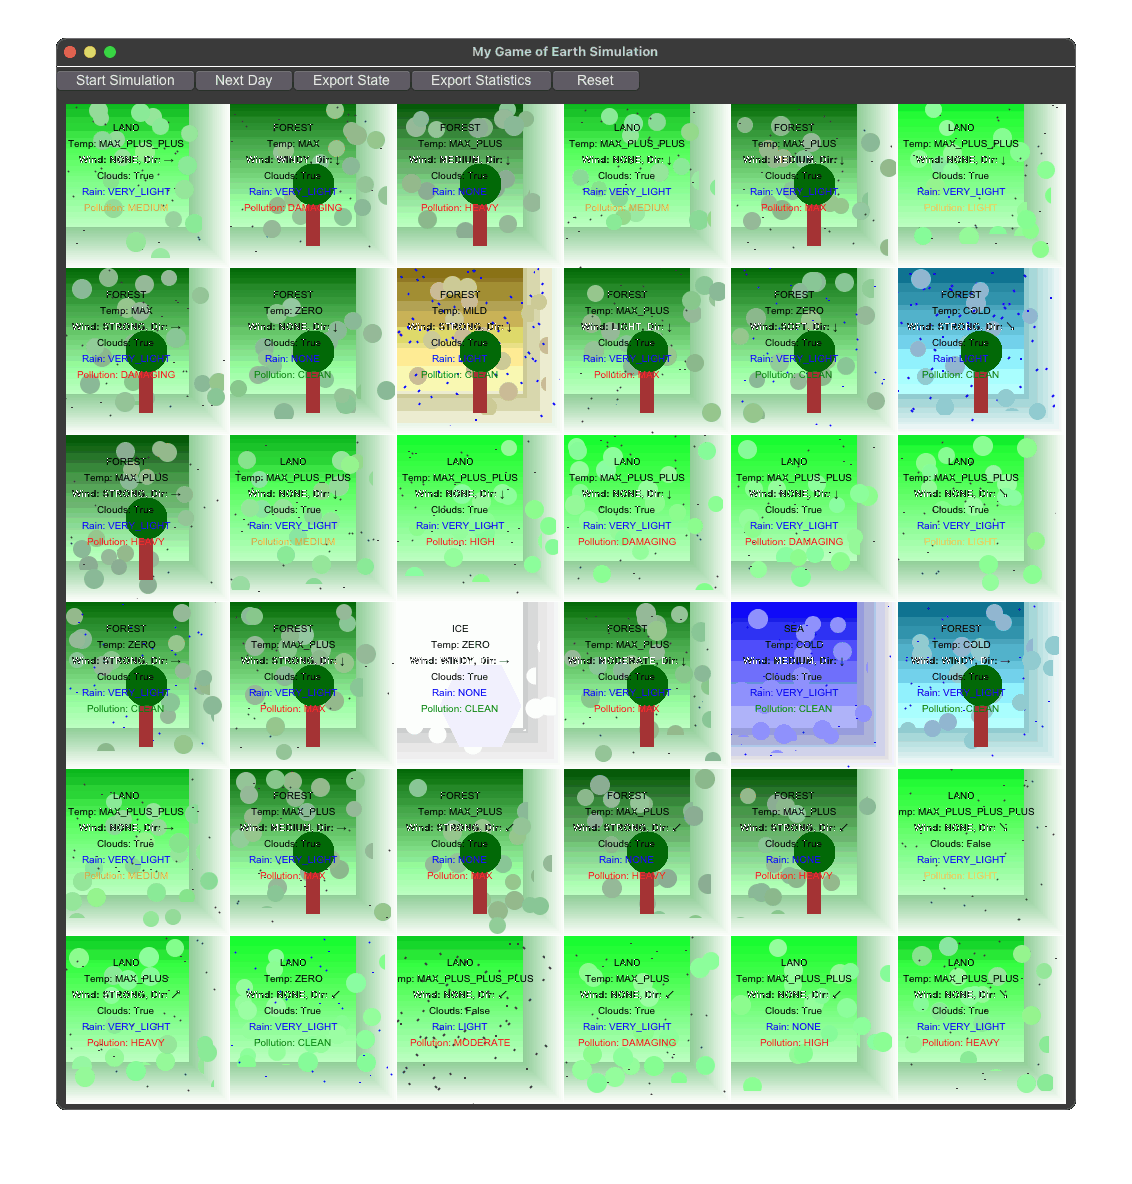 My Game of Earth Simulation
Start Simulation
Next Day
Export State
Export Statistics
Reset
LANO
Temp: MAX_PLUS_PLUS
Wind: NONE, Dir: →
Clouds: True
Rain: VERY_LIGHT
Pollution: MEDIUM
FOREST
Temp: MAX
Wind: WINDY, Dir: ↓
Clouds: True
Rain: VERY_LIGHT
Pollution: DAMAGING
FOREST
Temp: MAX_PLUS
Wind: MEDIUM, Dir: ↓
Clouds: True
Rain: NONE
Pollution: HEAVY
LANO
Temp: MAX_PLUS_PLUS
Wind: NONE, Dir: ↓
Clouds: True
Rain: VERY_LIGHT
Pollution: MEDIUM
FOREST
Temp: MAX_PLUS
Wind: MEDIUM, Dir: ↓
Clouds: True
Rain: VERY_LIGHT
Pollution: MAX
LANO
Temp: MAX_PLUS_PLUS
Wind: NONE, Dir: ↓
Clouds: True
Rain: VERY_LIGHT
Pollution: LIGHT
FOREST
Temp: MAX
Wind: STRONG, Dir: →
Clouds: True
Rain: VERY_LIGHT
Pollution: DAMAGING
FOREST
Temp: ZERO
Wind: NONE, Dir: ↓
Clouds: True
Rain: NONE
Pollution: CLEAN
FOREST
Temp: MILD
Wind: STRONG, Dir: ↓
Clouds: True
Rain: LIGHT
Pollution: CLEAN
FOREST
Temp: MAX_PLUS
Wind: LIGHT, Dir: ↓
Clouds: True
Rain: VERY_LIGHT
Pollution: MAX
FOREST
Temp: ZERO
Wind: SOFT, Dir: ↓
Clouds: True
Rain: VERY_LIGHT
Pollution: CLEAN
FOREST
Temp: COLD
Wind: STRONG, Dir: ↘
Clouds: True
Rain: LIGHT
Pollution: CLEAN
FOREST
Temp: MAX_PLUS
Wind: STRONG, Dir: →
Clouds: True
Rain: VERY_LIGHT
Pollution: HEAVY
LANO
Temp: MAX_PLUS_PLUS
Wind: NONE, Dir: ↓
Clouds: True
Rain: VERY_LIGHT
Pollution: MEDIUM
LANO
Temp: MAX_PLUS_PLUS
Wind: NONE, Dir: ↓
Clouds: True
Rain: VERY_LIGHT
Pollution: HIGH
LANO
Temp: MAX_PLUS_PLUS
Wind: NONE, Dir: ↓
Clouds: True
Rain: VERY_LIGHT
Pollution: DAMAGING
LANO
Temp: MAX_PLUS_PLUS
Wind: NONE, Dir: ↓
Clouds: True
Rain: VERY_LIGHT
Pollution: DAMAGING
LANO
Temp: MAX_PLUS_PLUS
Wind: NONE, Dir: ↘
Clouds: True
Rain: VERY_LIGHT
Pollution: LIGHT
FOREST
Temp: ZERO
Wind: STRONG, Dir: →
Clouds: True
Rain: VERY_LIGHT
Pollution: CLEAN
FOREST
Temp: MAX_PLUS
Wind: STRONG, Dir: ↓
Clouds: True
Rain: VERY_LIGHT
Pollution: MAX
ICE
Temp: ZERO
Wind: WINDY, Dir: →
Clouds: True
Rain: NONE
Pollution: CLEAN
FOREST
Temp: MAX_PLUS
Wind: MODERATE, Dir: ↓
Clouds: True
Rain: VERY_LIGHT
Pollution: MAX
SEA
Temp: COLD
Wind: MEDIUM, Dir: ↓
Clouds: True
Rain: VERY_LIGHT
Pollution: CLEAN
FOREST
Temp: COLD
Wind: WINDY, Dir: →
Clouds: True
Rain: VERY_LIGHT
Pollution: CLEAN
LANO
Temp: MAX_PLUS_PLUS
Wind: NONE, Dir: →
Clouds: True
Rain: VERY_LIGHT
Pollution: MEDIUM
FOREST
Temp: MAX_PLUS
Wind: MEDIUM, Dir: →
Clouds: True
Rain: VERY_LIGHT
Pollution: MAX
FOREST
Temp: MAX_PLUS
Wind: STRONG, Dir: ↙
Clouds: True
Rain: NONE
Pollution: MAX
FOREST
Temp: MAX_PLUS
Wind: STRONG, Dir: ↙
Clouds: True
Rain: NONE
Pollution: HEAVY
FOREST
Temp: MAX_PLUS
Wind: STRONG, Dir: ↙
Clouds: True
Rain: NONE
Pollution: HEAVY
LANO
mp: MAX_PLUS_PLUS_PLUS
Wind: NONE, Dir: ↘
Clouds: False
Rain: VERY_LIGHT
Pollution: LIGHT
LANO
Temp: MAX_PLUS
Wind: STRONG, Dir: ↗
Clouds: True
Rain: VERY_LIGHT
Pollution: HEAVY
LANO
Temp: ZERO
Wind: NONE, Dir: ↙
Clouds: True
Rain: VERY_LIGHT
Pollution: CLEAN
LANO
mp: MAX_PLUS_PLUS_PLUS
Wind: NONE, Dir: ↙
Clouds: False
Rain: LIGHT
Pollution: MODERATE
LANO
Temp: MAX_PLUS
Wind: NONE, Dir: ↙
Clouds: True
Rain: VERY_LIGHT
Pollution: DAMAGING
LANO
Temp: MAX_PLUS_PLUS
Wind: NONE, Dir: ↙
Clouds: True
Rain: NONE
Pollution: HIGH
LANO
Temp: MAX_PLUS_PLUS
Wind: NONE, Dir: ↘
Clouds: True
Rain: VERY_LIGHT
Pollution: HEAVY